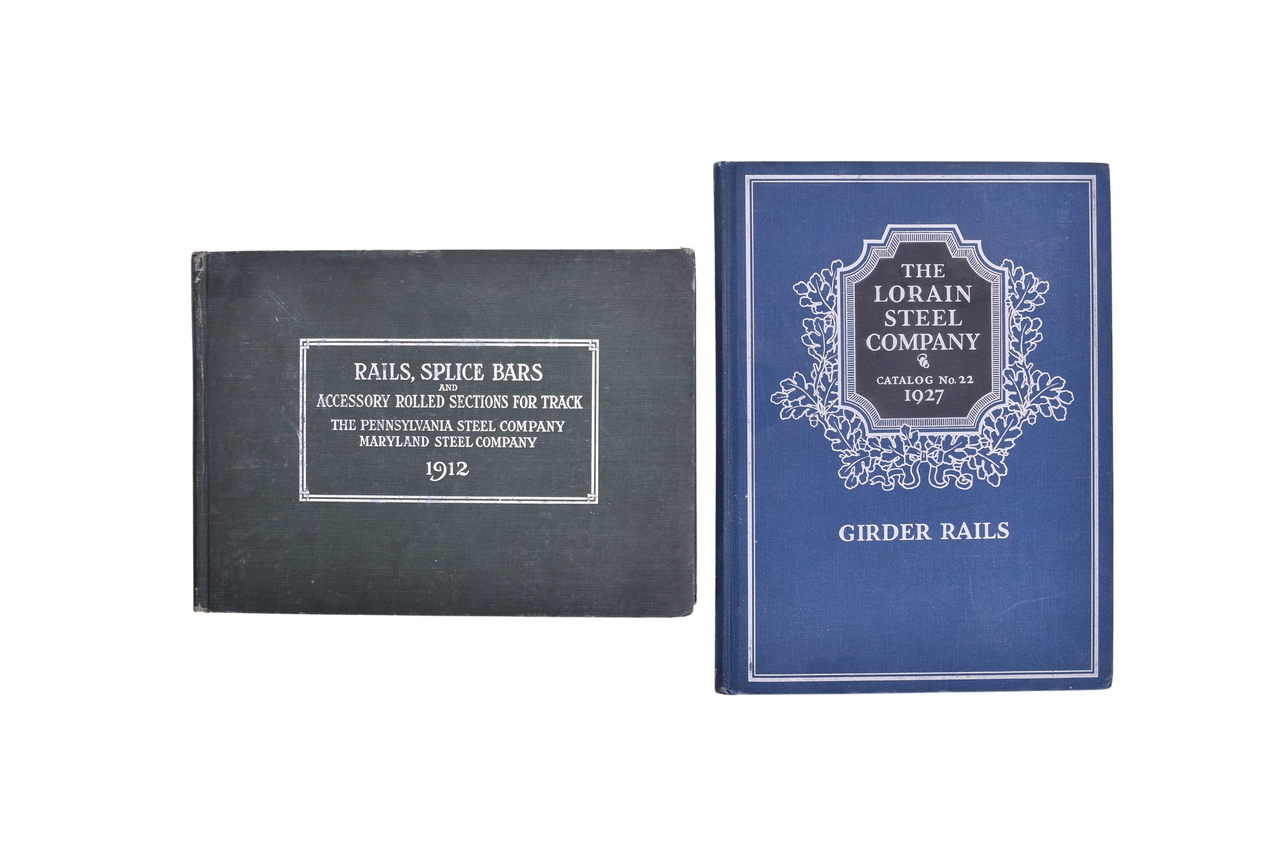 RAILS, SPLICE BARS
AND
ACCESSORY ROLLED SECTIONS FOR TRACK
THE PENNSYLVANIA STEEL COMPANY
MARYLAND STEEL COMPANY
1912
THE
LORAIN
STEEL
COMPANY
CATALOG No. 22
1927
GIRDER RAILS